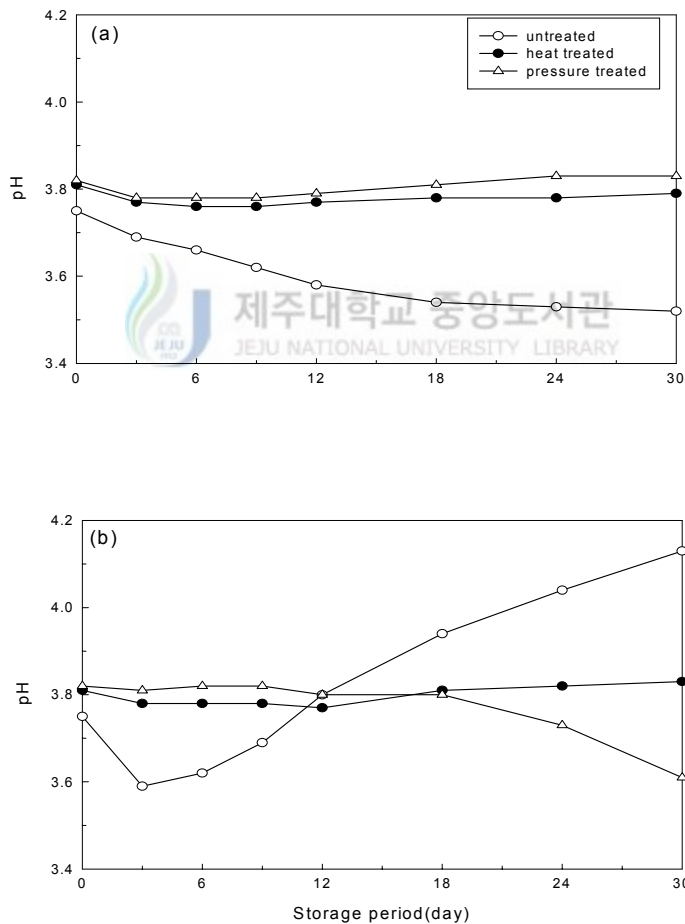 (a)
untreated
heat treated
pressure treated
4.2
4.0
3.8
3.6
3.4
pH
0 6 12 18 24 30
제주대학교 중앙도서관
JEJU NATIONAL UNIVERSITY LIBRARY
JEJU
1952
(b)
4.2
4.0
3.8
3.6
3.4
pH
0 6 12 18 24 30
Storage period(day)